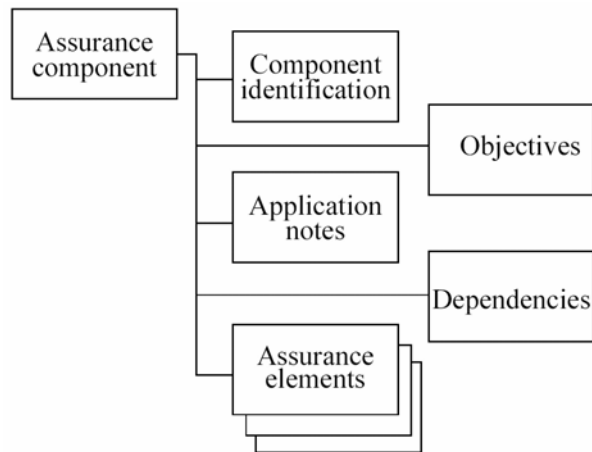 Assurance
component
Component
identification
Objectives
Application
notes
Dependencies
Assurance
elements